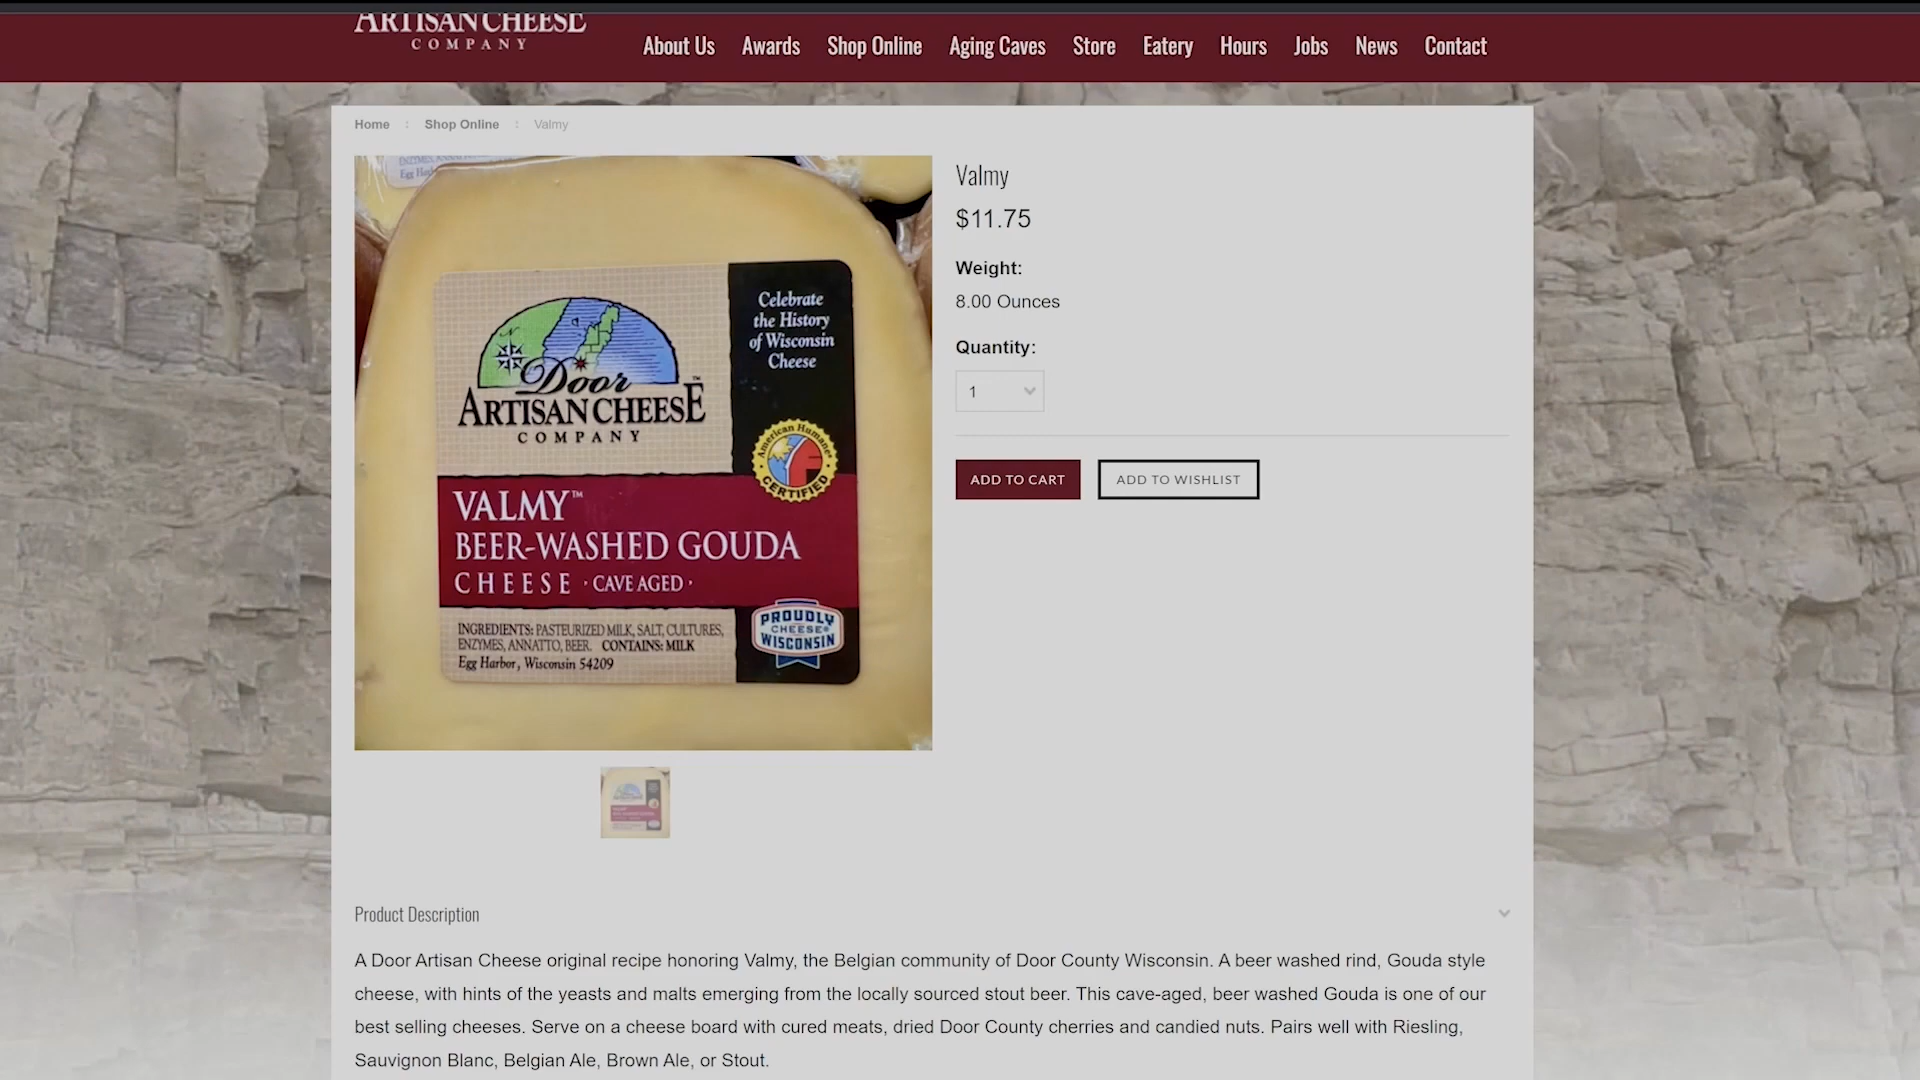 ARTISAN CHEESE
COMPANY
About Us Awards Shop Online Aging Caves Store Eatery Hours Jobs News Contact
Home : Shop Online : Valmy
Egg Har
Door
ARTISAN CHEESE™
COMPANY
Celebrate
the History
of Wisconsin
Cheese
American Humane
CERTIFIED
VALMY™
BEER-WASHED GOUDA
CHEESE · CAVE AGED ·
INGREDIENTS: PASTEURIZED MILK, SALT, CULTURES,
ENZYMES, ANNATTO, BEER. CONTAINS: MILK
Egg Harbor, Wisconsin 54209
PROUDLY
CHEESE®
WISCONSIN
Valmy
$11.75
Weight:
8.00 Ounces
Quantity:
1
ADD TO CART ADD TO WISHLIST
Product Description
A Door Artisan Cheese original recipe honoring Valmy, the Belgian community of Door County Wisconsin. A beer washed rind, Gouda style
cheese, with hints of the yeasts and malts emerging from the locally sourced stout beer. This cave-aged, beer washed Gouda is one of our
best selling cheeses. Serve on a cheese board with cured meats, dried Door County cherries and candied nuts. Pairs well with Riesling,
Sauvignon Blanc, Belgian Ale, Brown Ale, or Stout.